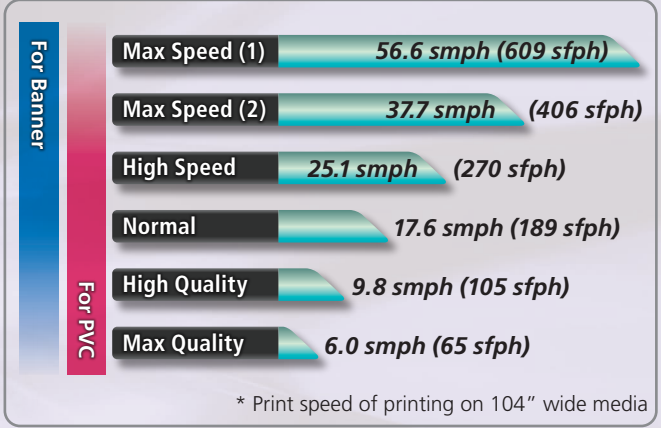 For Banner
For PVC
Max Speed (1) 56.6 smph (609 sfph)
Max Speed (2) 37.7 smph (406 sfph)
High Speed 25.1 smph (270 sfph)
Normal 17.6 smph (189 sfph)
High Quality 9.8 smph (105 sfph)
Max Quality 6.0 smph (65 sfph)
* Print speed of printing on 104” wide media